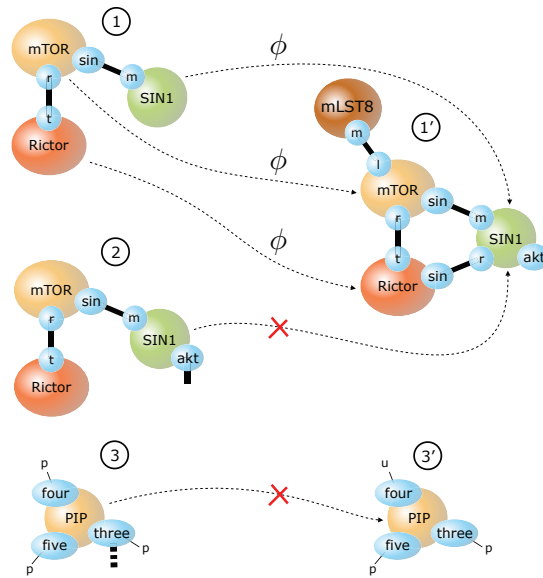 1
mTOR
sin
m
r
SIN1
t
Rictor
ϕ
ϕ
ϕ
mLST8
1′
m
l
mTOR
sin
m
r
SIN1
t
akt
Rictor
sin
r
2
mTOR
sin
r
m
SIN1
t
akt
Rictor
3
p
four
PIP
five
three
p
p
3′
u
four
PIP
five
three
p
p